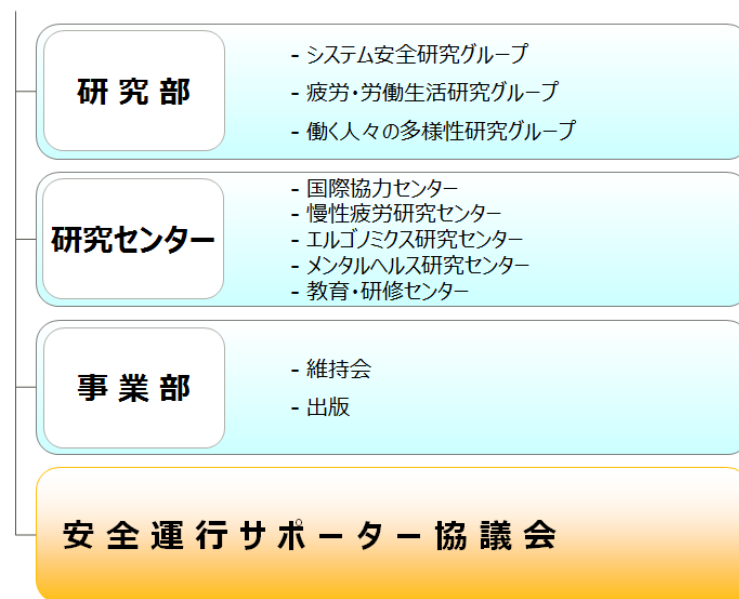 研究部
- システム安全研究グループ
- 疲労・労働生活研究グループ
- 働く人々の多様性研究グループ
研究センター
- 国際協力センター
- 慢性疲労研究センター
- エルゴノミクス研究センター
- メンタルヘルス研究センター
- 教育・研修センター
事業部
- 維持会
- 出版
安全運行サポーター協議会